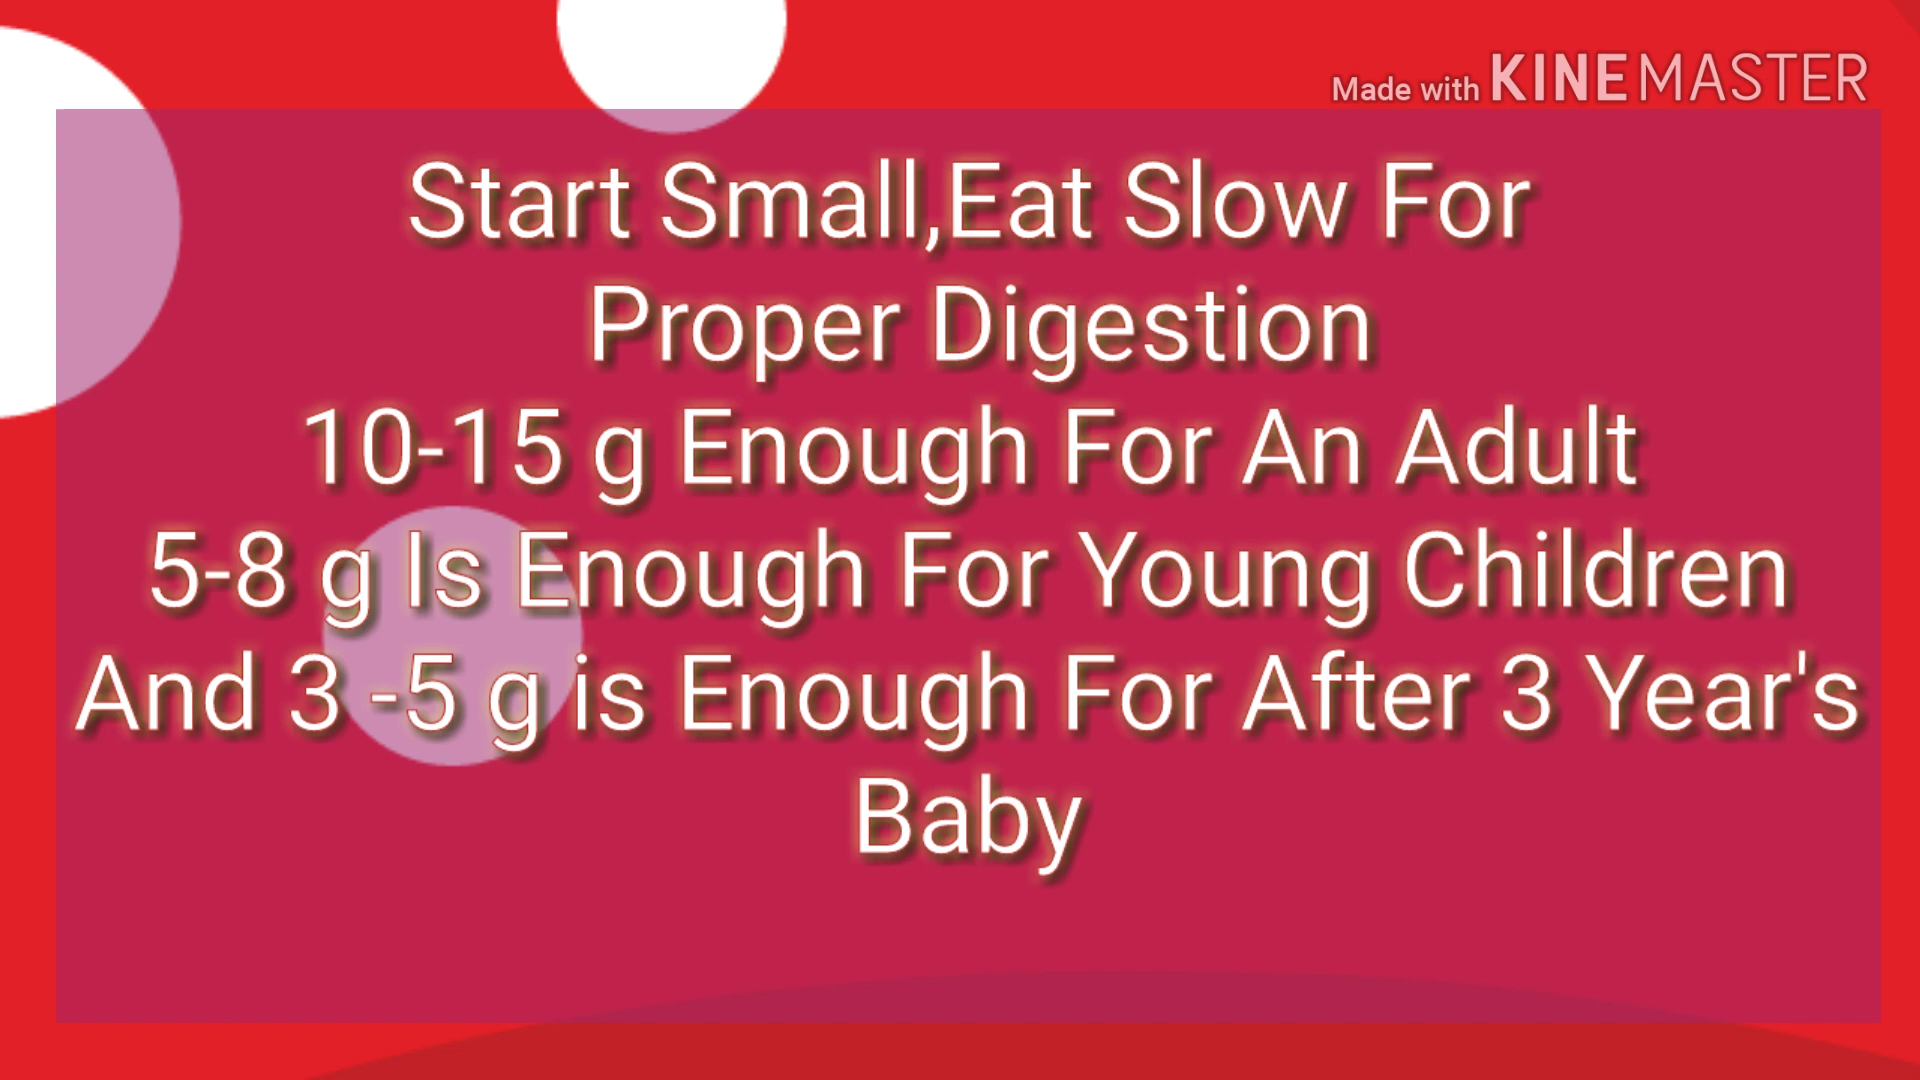 Made with KINEMASTER
Start Small,Eat Slow For
Proper Digestion
10-15 g Enough For An Adult
5-8 g Is Enough For Young Children
And 3 -5 g is Enough For After 3 Year's
Baby